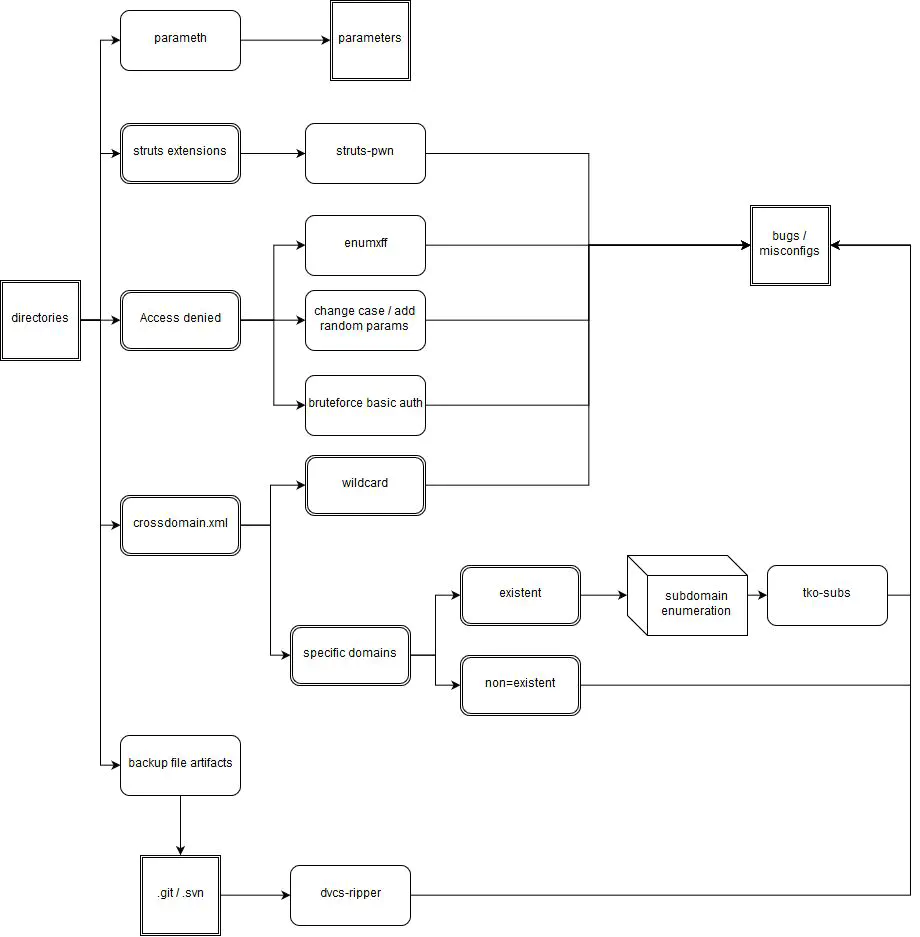 parameth
parameters
struts extensions
struts-pwn
enumxff
bugs /
misconfigs
directories
Access denied
change case / add
random params
bruteforce basic auth
wildcard
crossdomain.xml
existent
subdomain
enumeration
tko-subs
specific domains
non=existent
backup file artifacts
.git / .svn
dvcs-ripper